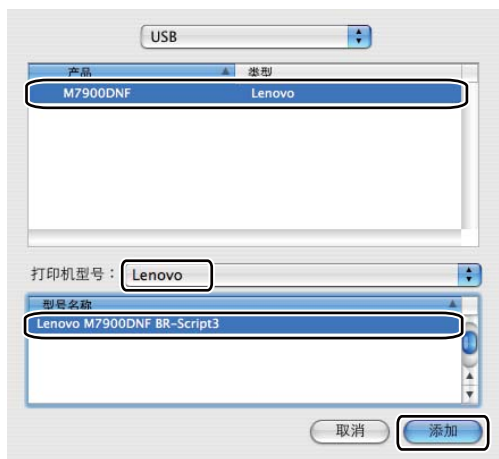 USB
产品 类型
M7900DNF Lenovo
打印机型号： Lenovo
型号名称
Lenovo M7900DNF BR-Script3
取消 添加